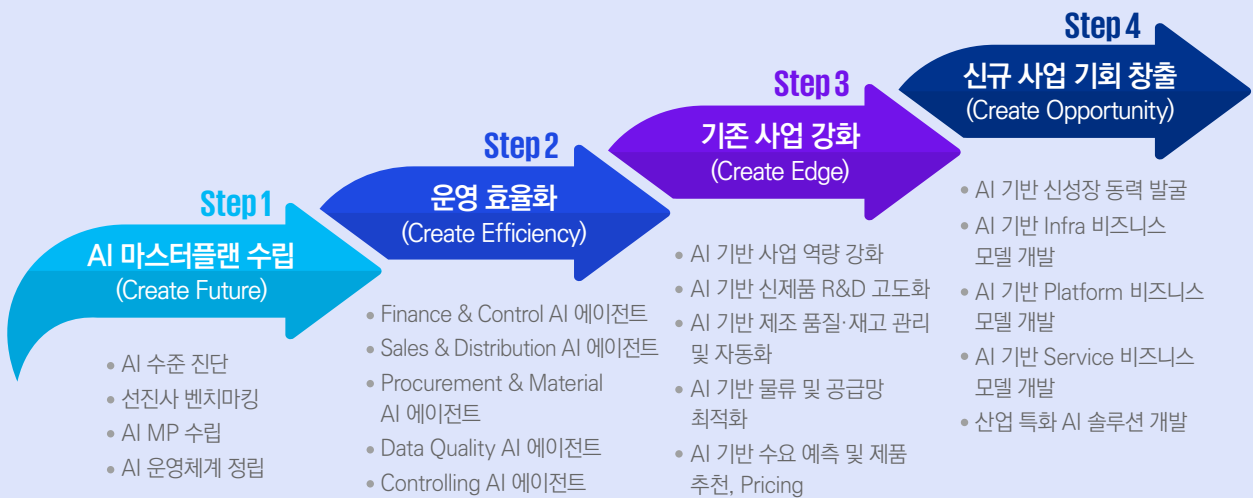 Step 1
AI 마스터플랜 수립
(Create Future)
• AI 수준 진단
• 선진사 벤치마킹
• AI MP 수립
• AI 운영체계 정립
Step 2
운영 효율화
(Create Efficiency)
• Finance & Control AI 에이전트
• Sales & Distribution AI 에이전트
• Procurement & Material
AI 에이전트
• Data Quality AI 에이전트
• Controlling AI 에이전트
Step 3
기존 사업 강화
(Create Edge)
• AI 기반 사업 역량 강화
• AI 기반 신제품 R&D 고도화
• AI 기반 제조 품질·재고 관리
및 자동화
• AI 기반 물류 및 공급망
최적화
• AI 기반 수요 예측 및 제품
추천, Pricing
Step 4
신규 사업 기회 창출
(Create Opportunity)
• AI 기반 신성장 동력 발굴
• AI 기반 Infra 비즈니스
모델 개발
• AI 기반 Platform 비즈니스
모델 개발
• AI 기반 Service 비즈니스
모델 개발
• 산업 특화 AI 솔루션 개발